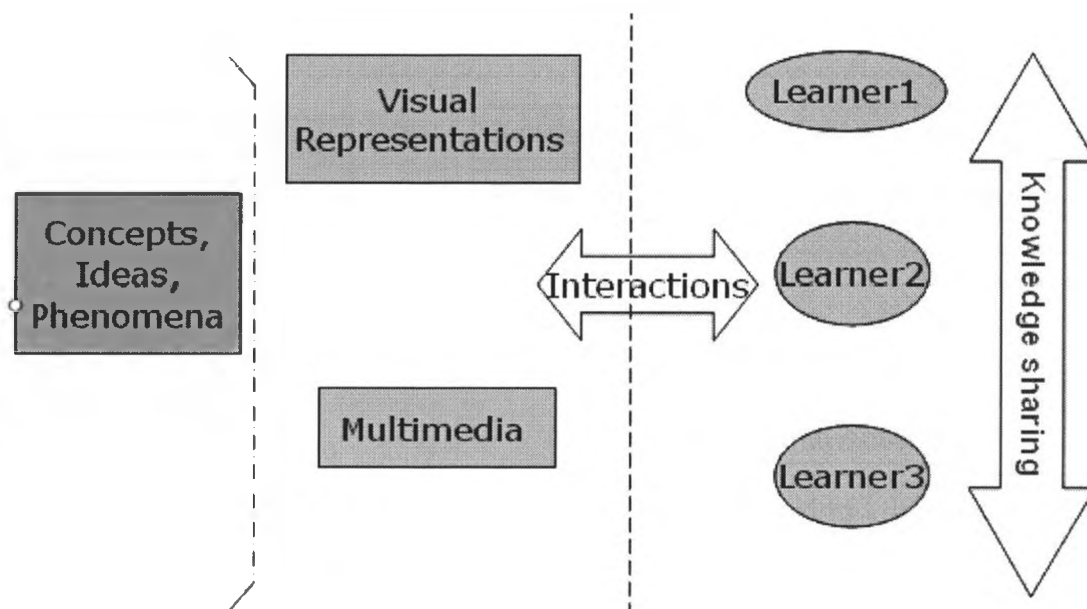 Visual
Representations
Learner1
Concepts,
Ideas,
Phenomena
Interactions
Learner2
Multimedia
Learner3
Knowledge sharing